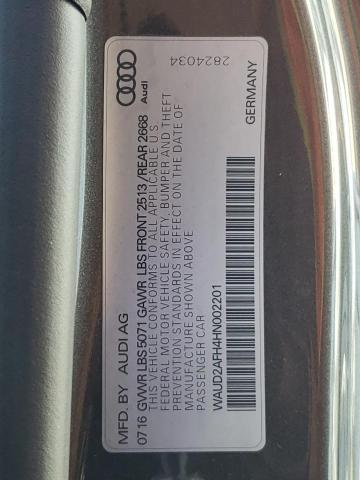 MFD. BY AUDI AG
07 16 GVWR LBS 5071 GAWR LBS FRONT 2513 / REAR 2668
THIS VEHICLE CONFORMS TO ALL APPLICABLE U.S.
FEDERAL MOTOR VEHICLE SAFETY, BUMPER AND THEFT
PREVENTION STANDARDS IN EFFECT ON THE DATE OF
MANUFACTURE SHOWN ABOVE
PASSENGER CAR
WAUD2AFH4HN002201
Audi
GERMANY
2824034